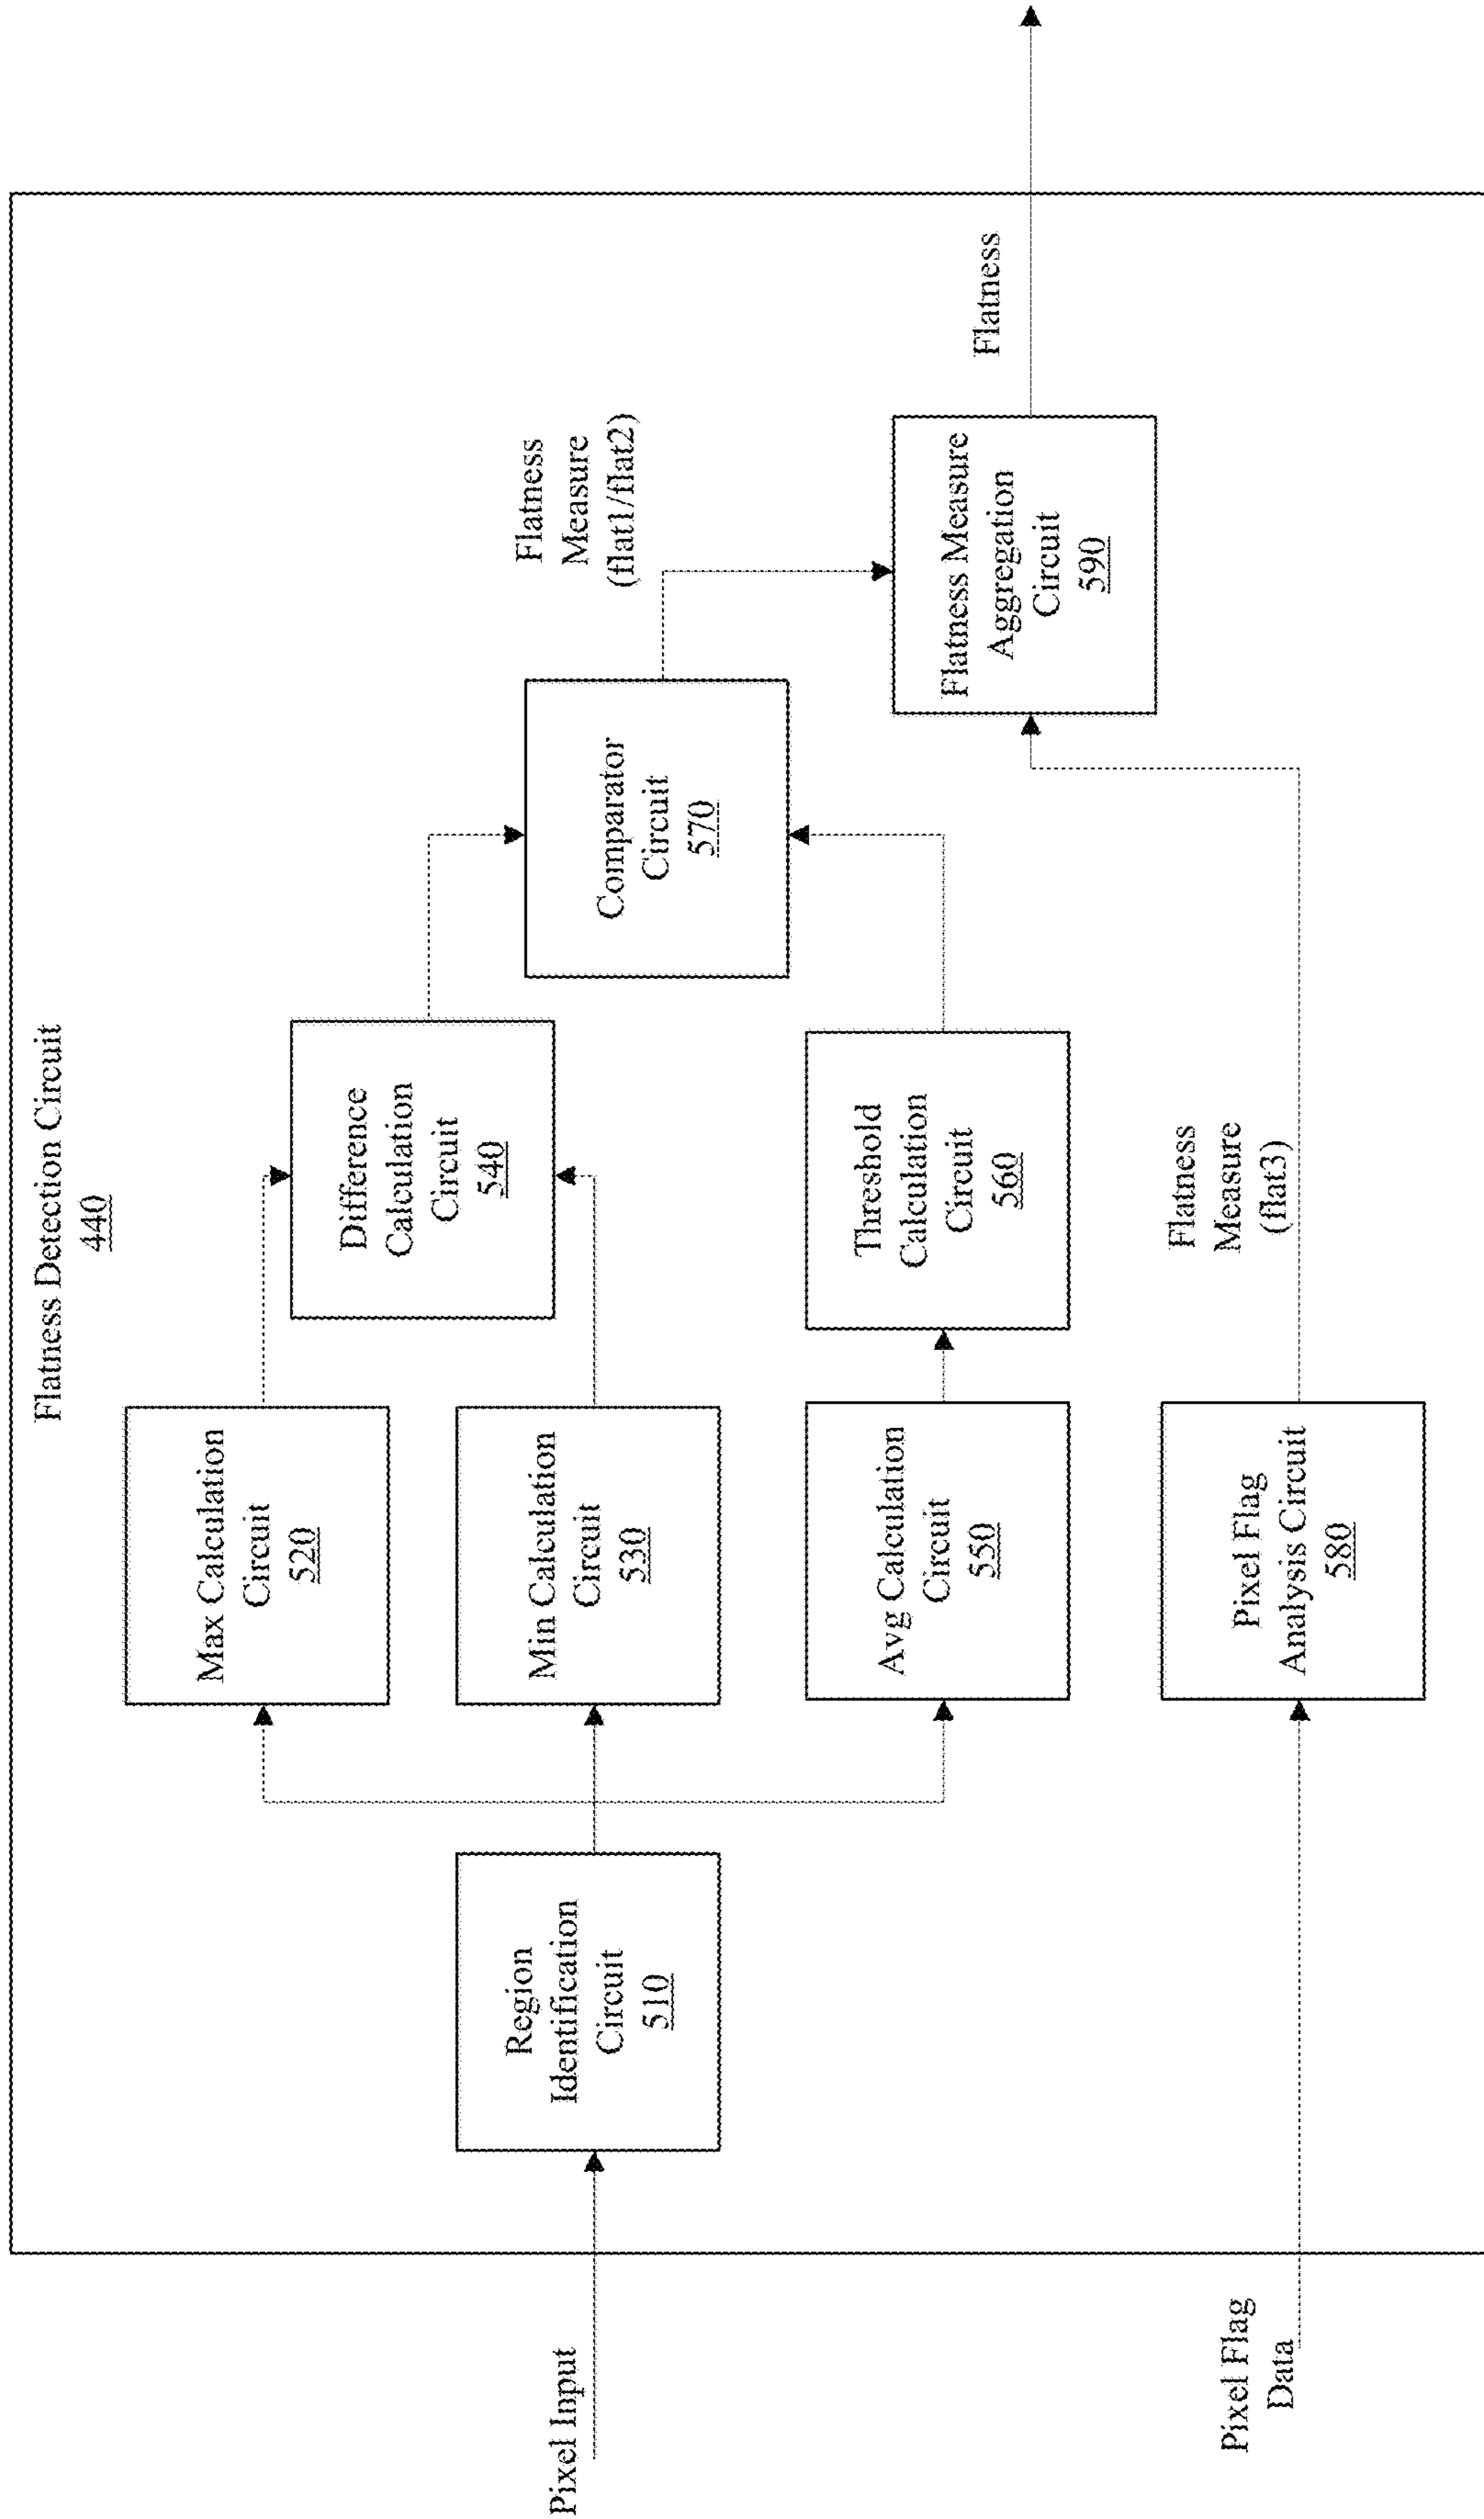 Flatness Detection Circuit
440
Pixel Input
Region
Identification
Circuit
510
Max Calculation
Circuit
520
Min Calculation
Circuit
530
Difference
Calculation
Circuit
540
Avg Calculation
Circuit
550
Threshold
Calculation
Circuit
560
Comparator
Circuit
570
Flatness
Measure
(flat1/flat2)
Pixel Flag
Data
Pixel Flag
Analysis Circuit
580
Flatness
Measure
(flat3)
Flatness Measure
Aggregation
Circuit
590
Flatness